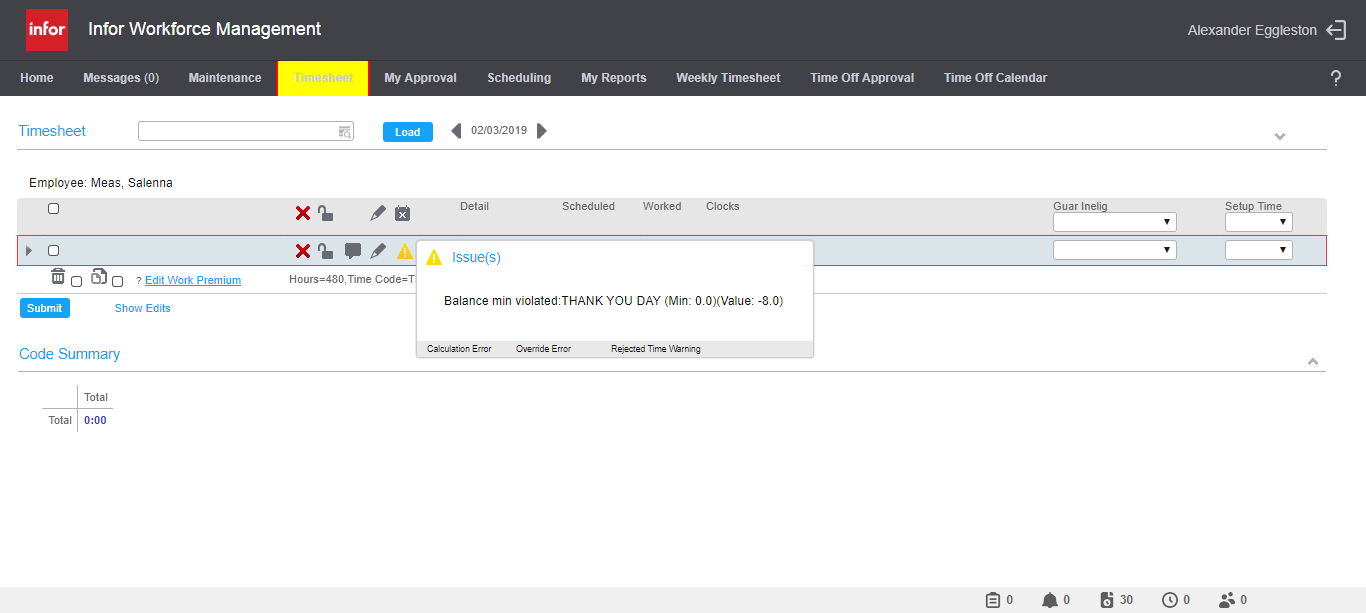 infor Infor Workforce Management Alexander Eggleston
Home Messages (0) Maintenance Timesheet My Approval Scheduling My Reports Weekly Timesheet Time Off Approval Time Off Calendar ?
Timesheet Load 02/03/2019
Employee: Meas, Salenna
Detail Scheduled Worked Clocks Guar Inelig Setup Time
Issue(s)
? Edit Work Premium Hours=480,Time Code=T
Balance min violated:THANK YOU DAY (Min: 0.0)(Value: -8.0)
Submit Show Edits
Calculation Error Override Error Rejected Time Warning
Code Summary
Total
Total 0:00
0 0 30 0 0